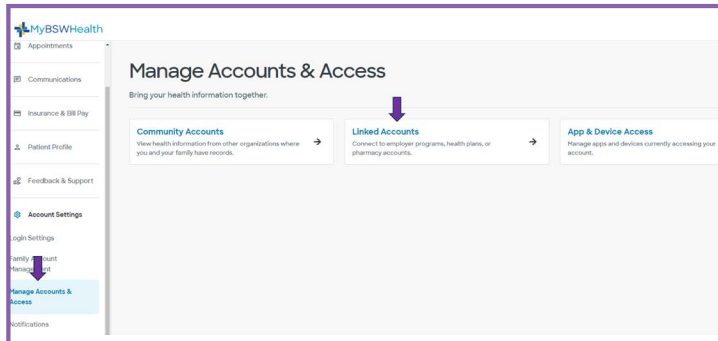 MyBSWHealth
Appointments
Communications
Insurance & Bill Pay
Patient Profile
Feedback & Support
Account Settings
Login Settings
Family Account
Management
Manage Accounts &
Access
Notifications
Manage Accounts & Access
Bring your health information together.
Community Accounts
View health information from other organizations where
you and your family have records.
Linked Accounts
Connect to employer programs, health plans, or
pharmacy accounts.
App & Device Access
Manage apps and devices currently accessing your
account.